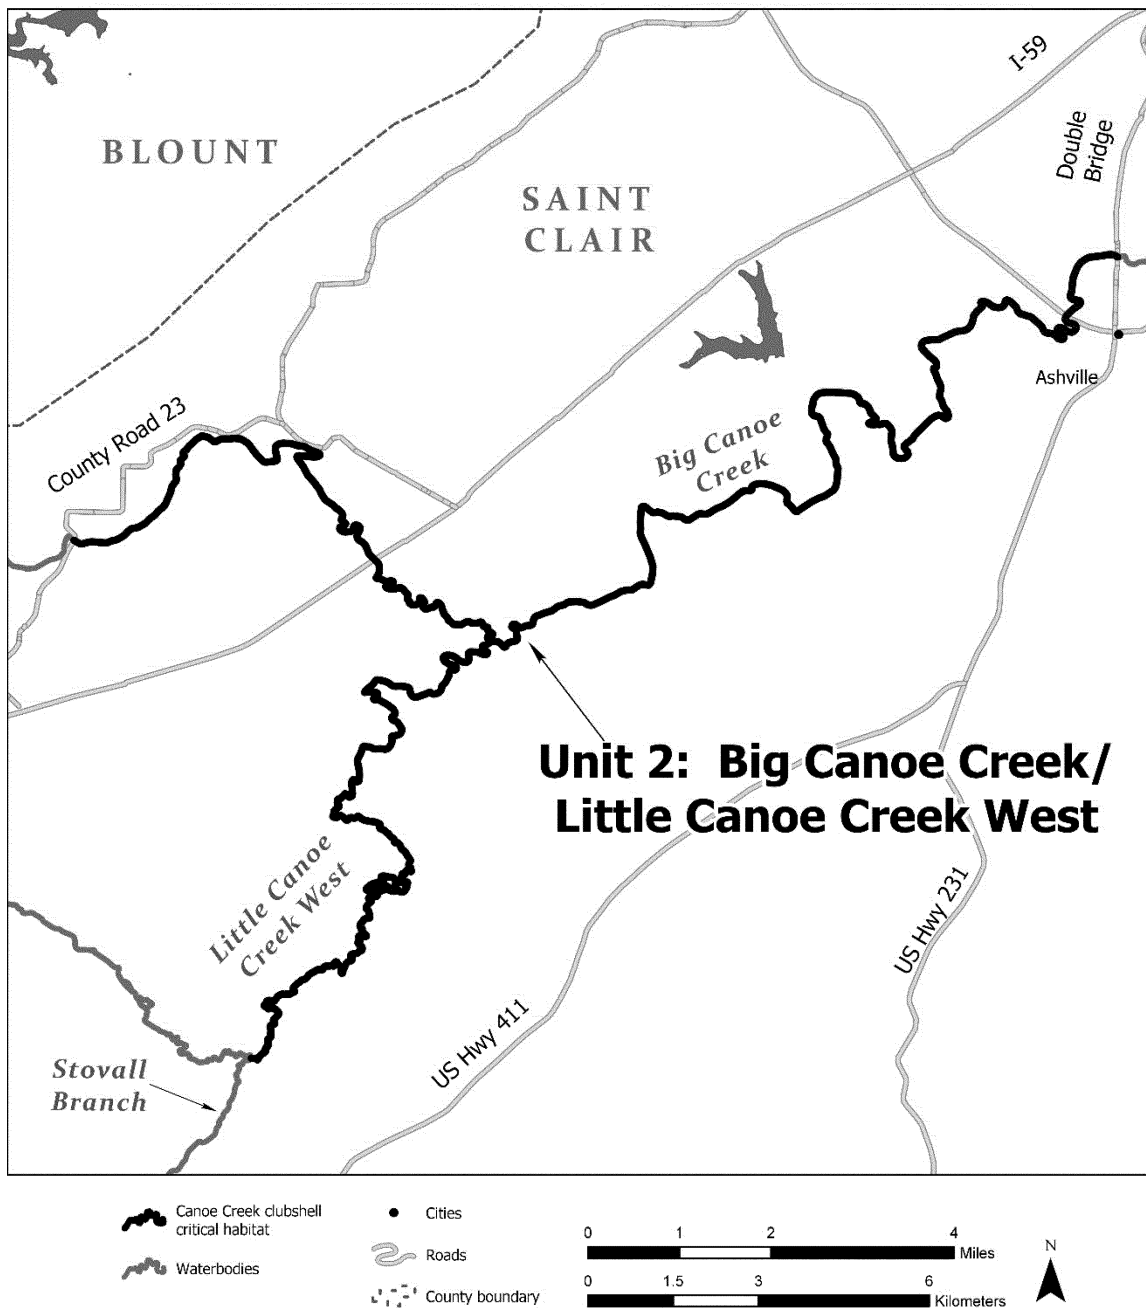 I-59
Double
Bridge
BLOUNT
SAINT
CLAIR
Ashville
County Road 23
Big Canoe
Creek
Unit 2: Big Canoe Creek/
Little Canoe Creek West
Little Canoe
Creek West
US Hwy 231
US Hwy 411
Stovall
Branch
Canoe Creek clubshell
critical habitat
Waterbodies
Cities
Roads
County boundary
0 1 2 4
Miles
0 1.5 3 6
Kilometers
N